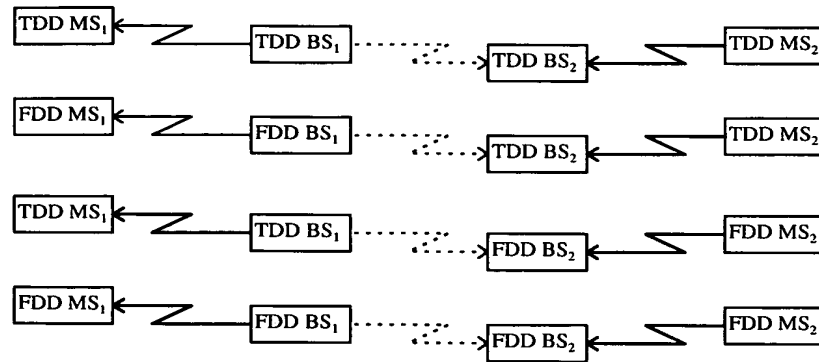 TDD MS₁ TDD BS₁ TDD BS₂ TDD MS₂
FDD MS₁ FDD BS₁ TDD BS₂ TDD MS₂
TDD MS₁ TDD BS₁ FDD BS₂ FDD MS₂
FDD MS₁ FDD BS₁ FDD BS₂ FDD MS₂